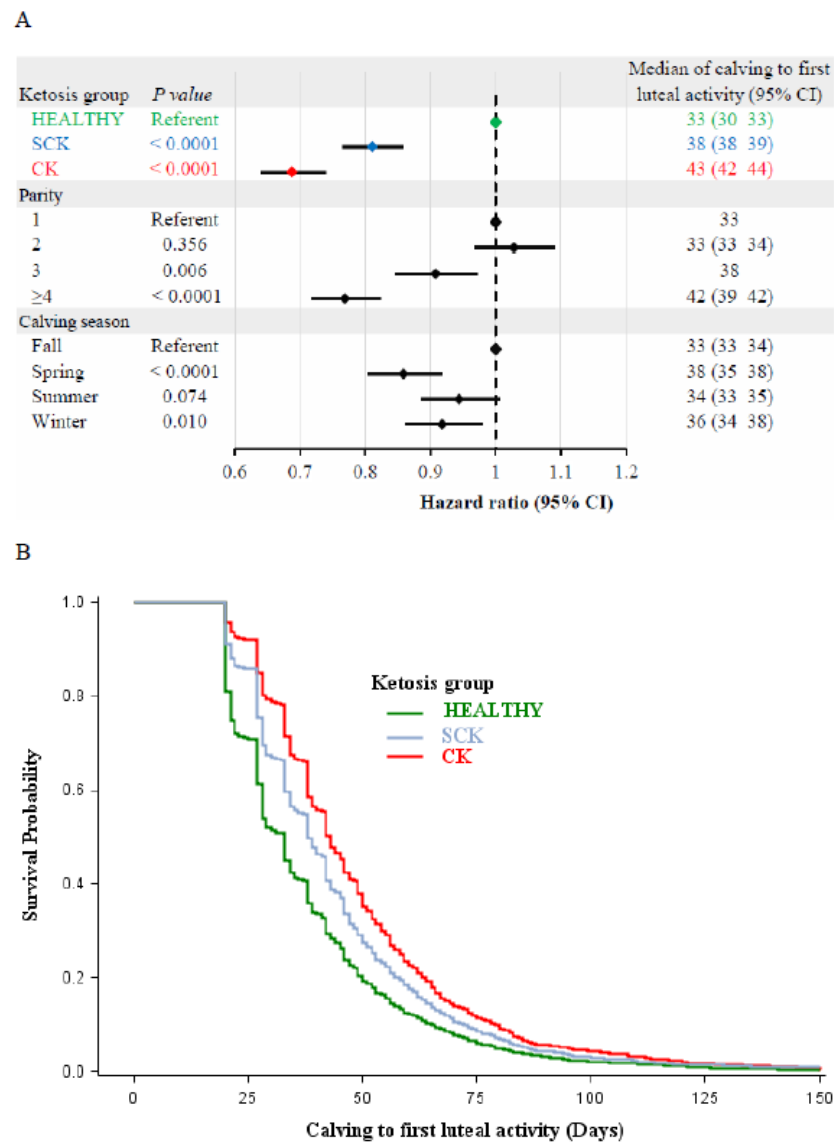 A
Median of calving to first
Ketosis group P value luteal activity (95% CI)
HEALTHY Referent 33 (30 33)
SCK < 0.0001 38 (38 39)
CK < 0.0001 43 (42 44)
Parity
1 Referent 33
2 0.356 33 (33 34)
3 0.006 38
≥4 < 0.0001 42 (39 42)
Calving season
Fall Referent 33 (33 34)
Spring < 0.0001 38 (35 38)
Summer 0.074 34 (33 35)
Winter 0.010 36 (34 38)
0.6 0.7 0.8 0.9 1 1.1 1.2
Hazard ratio (95% CI)
B
Survival Probability
1.0
0.8
0.6
0.4
0.2
0.0
Ketosis group
HEALTHY
SCK
CK
0 25 50 75 100 125 150
Calving to first luteal activity (Days)